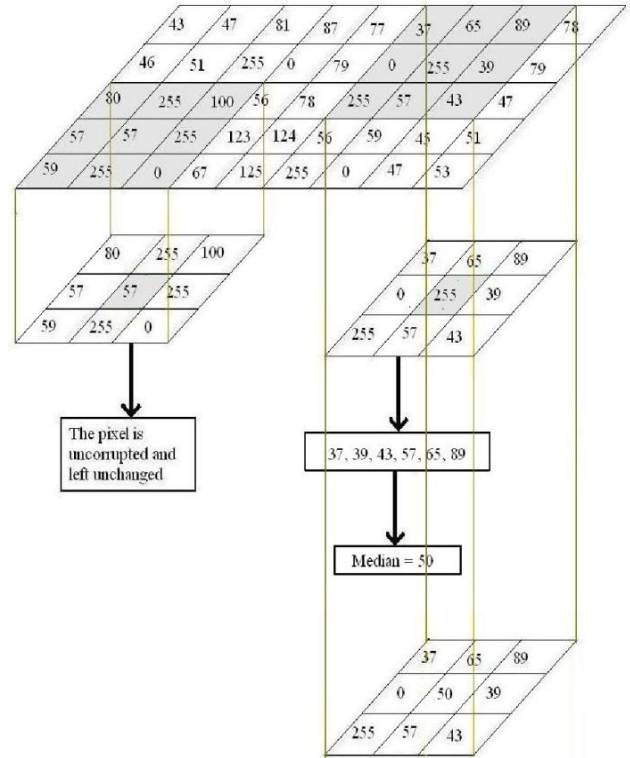 43 47 81 87 77 37 65 89 78
46 51 255 0 79 0 255 39 79
80 255 100 56 78 255 57 43 47
57 57 255 123 124 56 59 45 51
59 255 0 67 125 255 0 47 53
80 255 100
57 57 255
59 255 0
37 65 89
0 255 39
255 57 43
The pixel is
uncorrupted and
left unchanged
37, 39, 43, 57, 65, 89
Median = 50
37 65 89
0 50 39
255 57 43